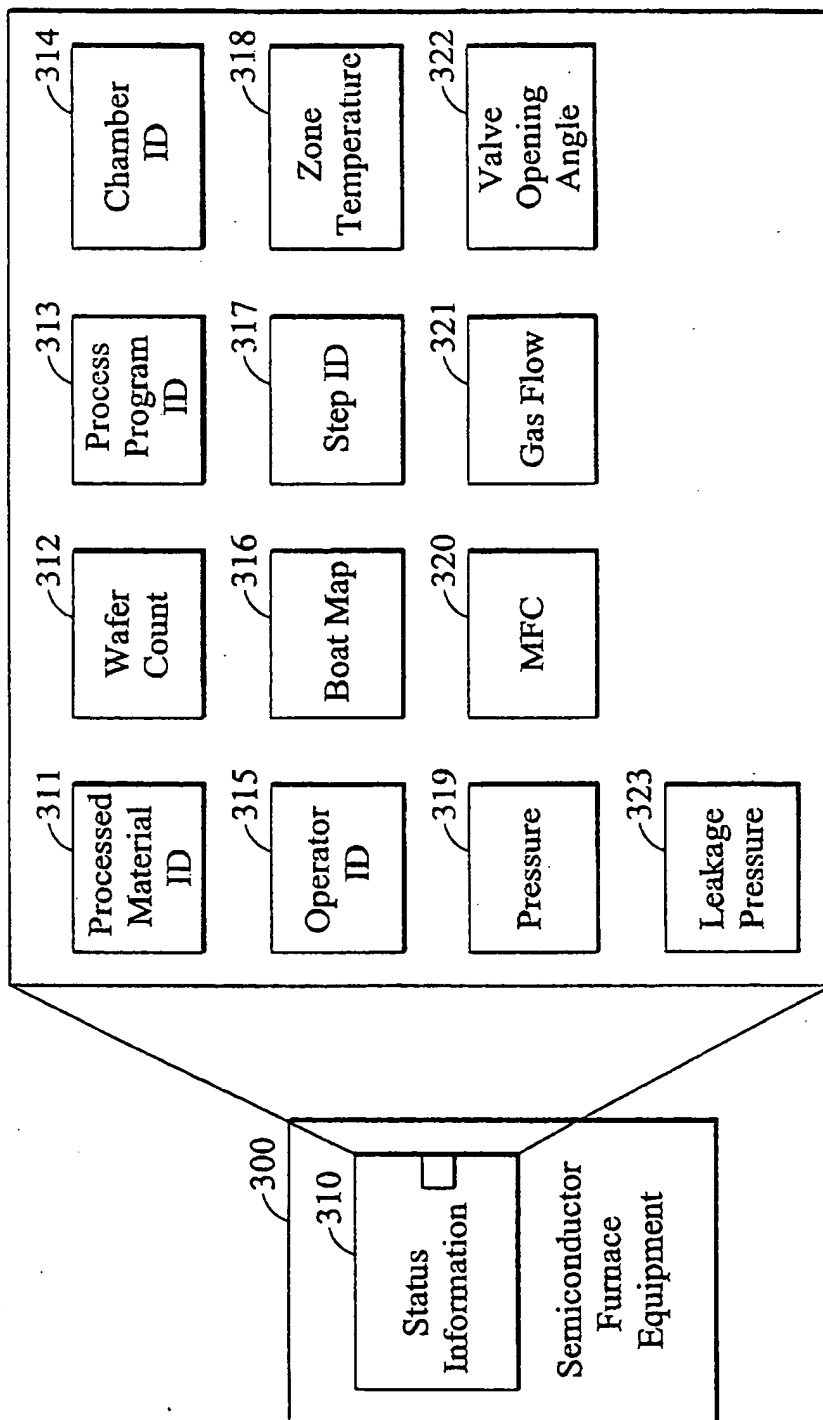 311
Processed
Material
ID
312
Wafer
Count
313
Process
Program
ID
314
Chamber
ID
315
Operator
ID
316
Boat Map
317
Step ID
318
Zone
Temperature
319
Pressure
320
MFC
321
Gas Flow
322
Valve
Opening
Angle
323
Leakage
Pressure
300
310
Status
Information
Semiconductor
Furnace
Equipment